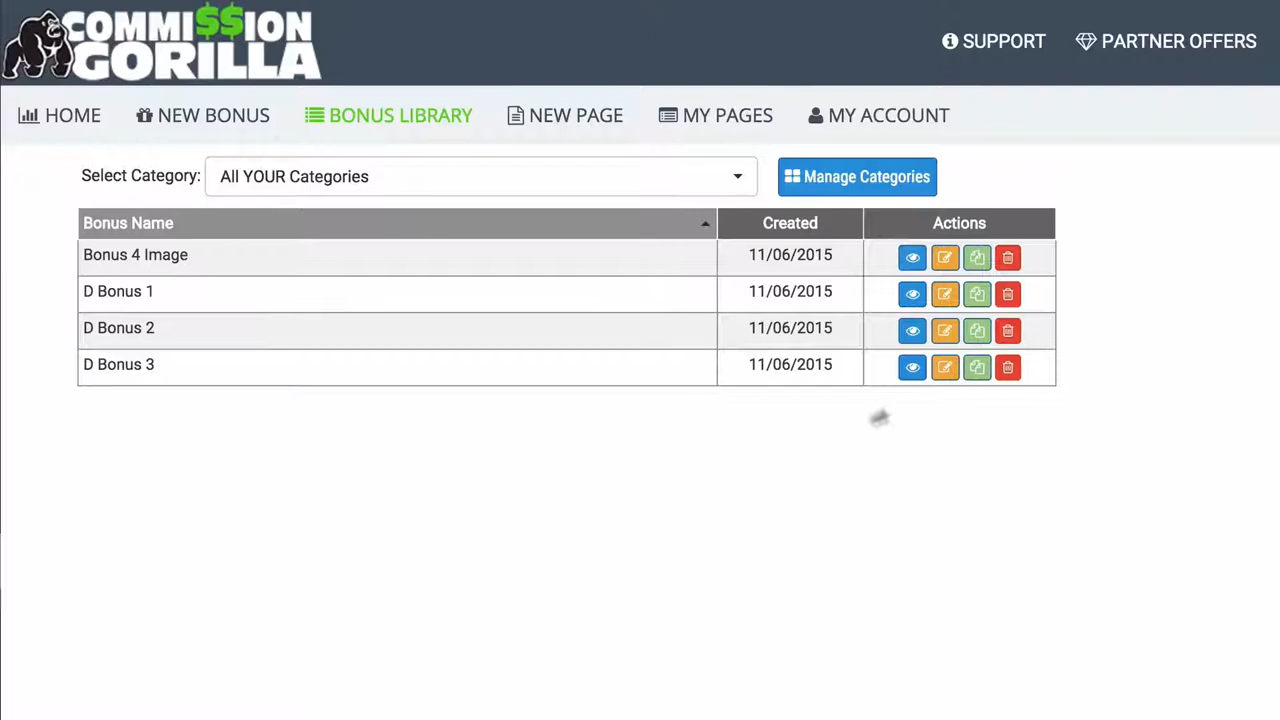 COMMI$$ION
GORILLA
SUPPORT PARTNER OFFERS
HOME NEW BONUS BONUS LIBRARY NEW PAGE MY PAGES MY ACCOUNT
Select Category: All YOUR Categories Manage Categories
Bonus Name Created Actions
Bonus 4 Image 11/06/2015
D Bonus 1 11/06/2015
D Bonus 2 11/06/2015
D Bonus 3 11/06/2015